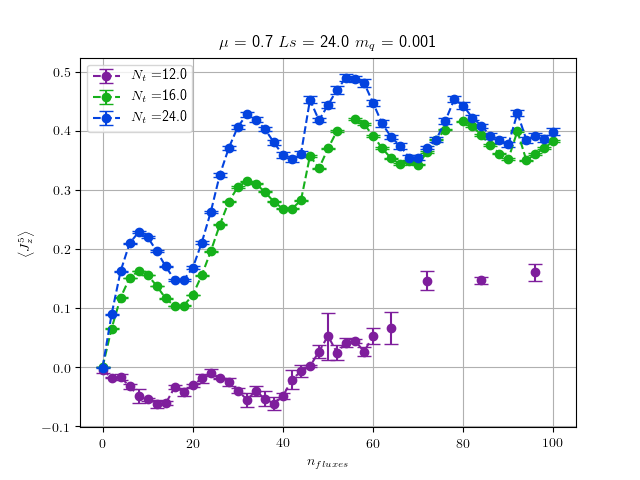 μ = 0.7 Ls = 24.0 m_q = 0.001
N_t =12.0
N_t =16.0
N_t =24.0
0.5
0.4
0.3
0.2
0.1
0.0
−0.1
⟨J_z^5⟩
0 20 40 60 80 100
n_{fluxes}